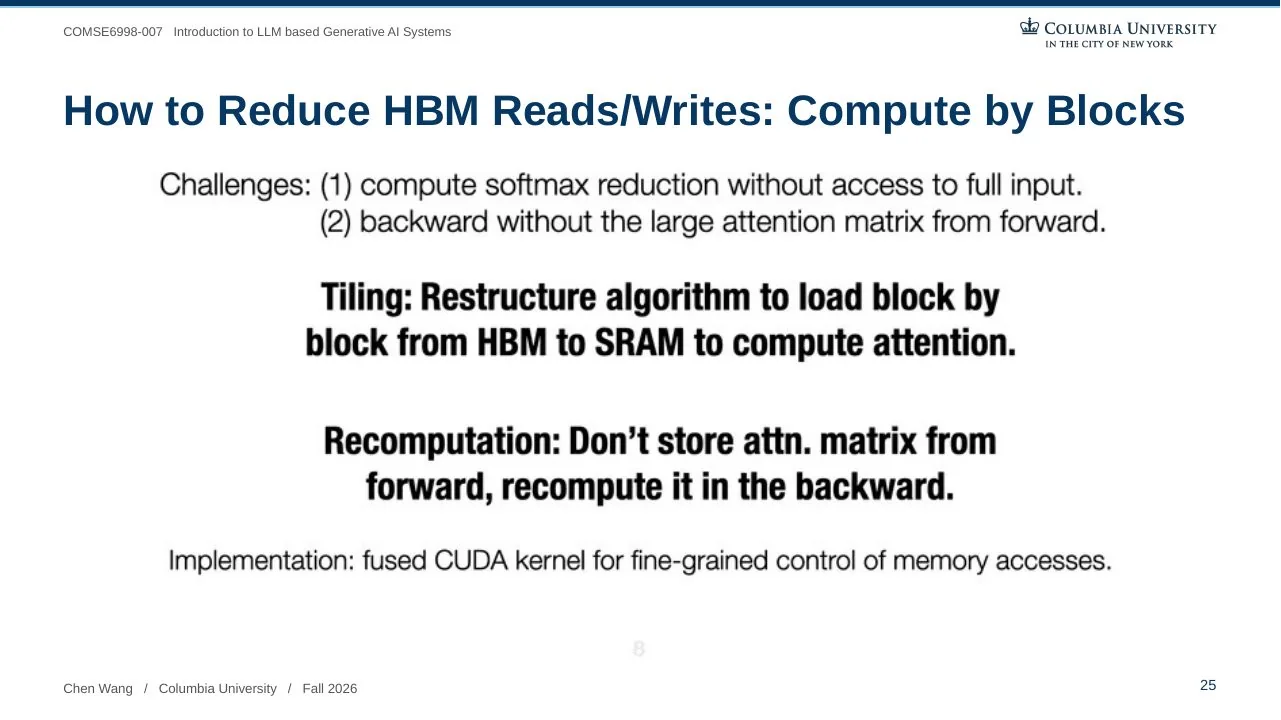 COMSE6998-007 Introduction to LLM based Generative AI Systems
COLUMBIA UNIVERSITY
IN THE CITY OF NEW YORK
How to Reduce HBM Reads/Writes: Compute by Blocks
Challenges: (1) compute softmax reduction without access to full input.
(2) backward without the large attention matrix from forward.
Tiling: Restructure algorithm to load block by
block from HBM to SRAM to compute attention.
Recomputation: Don’t store attn. matrix from
forward, recompute it in the backward.
Implementation: fused CUDA kernel for fine-grained control of memory accesses.
8
Chen Wang / Columbia University / Fall 2026
25